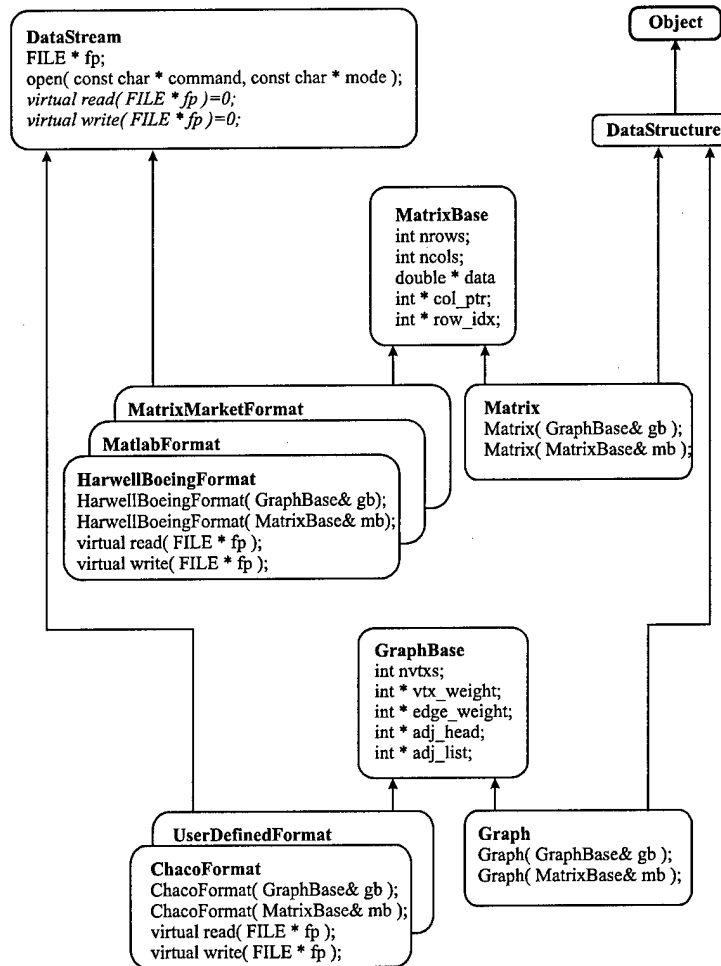 DataStream
FILE * fp;
open( const char * command, const char * mode );
virtual read( FILE * fp )=0;
virtual write( FILE * fp )=0;
Object
DataStructure
MatrixBase
int nrows;
int ncols;
double * data
int * col_ptr;
int * row_idx;
MatrixMarketFormat
MatlabFormat
HarwellBoeingFormat
HarwellBoeingFormat( GraphBase& gb);
HarwellBoeingFormat( MatrixBase& mb);
virtual read( FILE * fp );
virtual write( FILE * fp );
Matrix
Matrix( GraphBase& gb );
Matrix( MatrixBase& mb );
GraphBase
int nvtxs;
int * vtx_weight;
int * edge_weight;
int * adj_head;
int * adj_list;
UserDefinedFormat
ChacoFormat
ChacoFormat( GraphBase& gb );
ChacoFormat( MatrixBase& mb );
virtual read( FILE * fp );
virtual write( FILE * fp );
Graph
Graph( GraphBase& gb );
Graph( MatrixBase& mb );